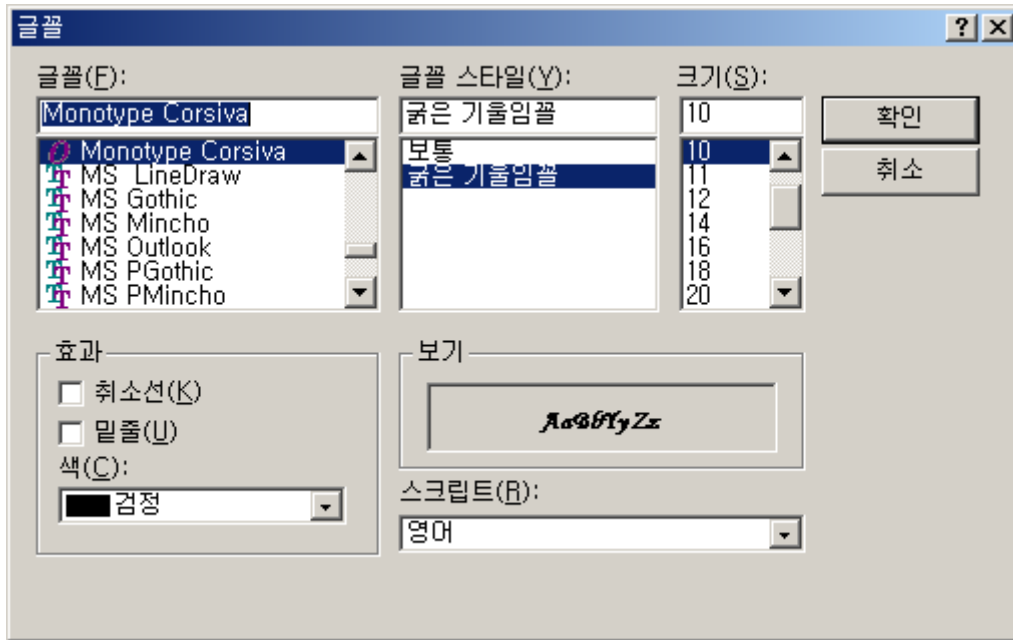 글꼴
글꼴(F):
Monotype Corsiva
Monotype Corsiva
MS LineDraw
MS Gothic
MS Mincho
MS Outlook
MS PGothic
MS PMincho
글꼴 스타일(Y):
굵은 기울임꼴
보통
굵은 기울임꼴
크기(S):
10
10
11
12
14
16
18
20
확인
취소
효과
취소선(K)
밑줄(U)
색(C):
검정
보기
AaBbYyZz
스크립트(R):
영어